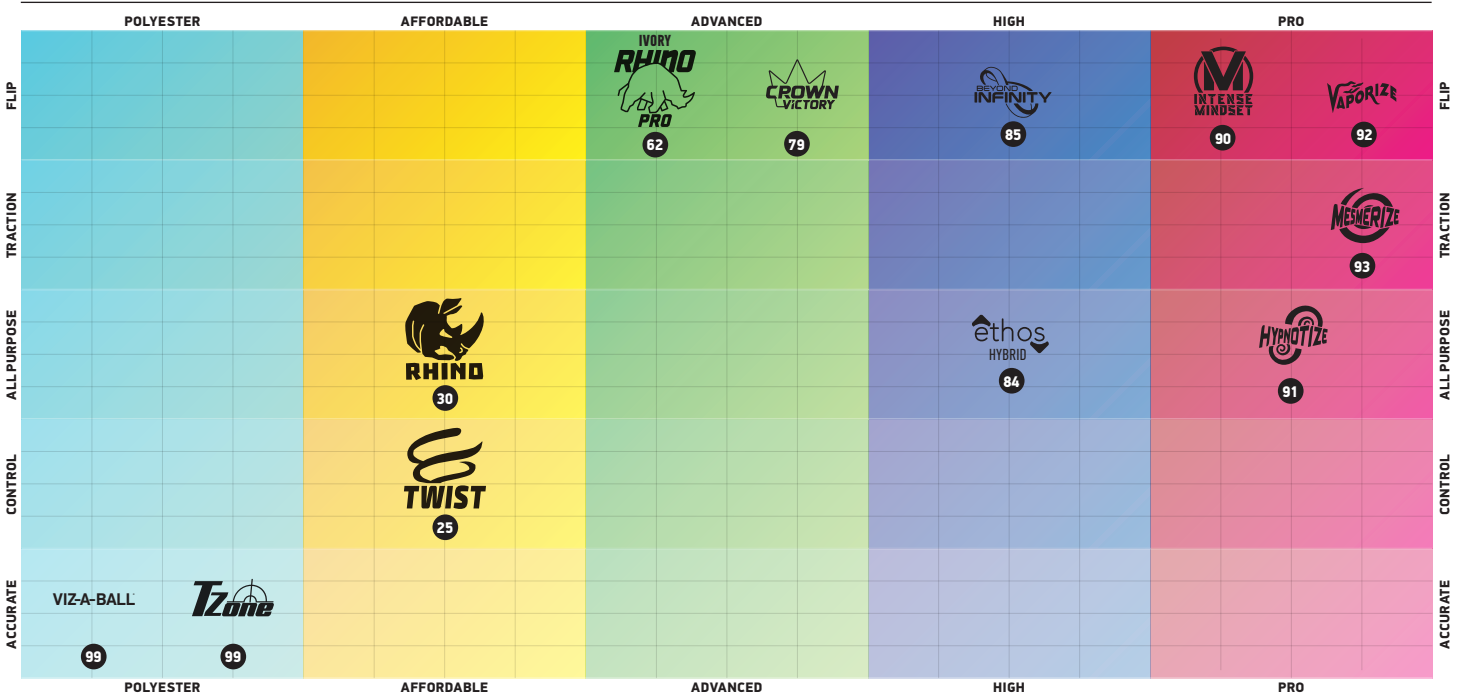 POLYESTER AFFORDABLE ADVANCED HIGH PRO
FLIP
IVORY
RHINO
PRO
62
CROWN
VICTORY
79
BEYOND
INFINITY
85
M
INTENSE
MINDSET
90
VAPORIZE
92
FLIP
TRACTION
MESMERIZE
93
TRACTION
ALL PURPOSE
RHINO
30
ethos
HYBRID
84
HYPNOTIZE
91
ALL PURPOSE
CONTROL
TWIST
25
CONTROL
ACCURATE
VIZ-A-BALL
99
TZone
99
ACCURATE
POLYESTER AFFORDABLE ADVANCED HIGH PRO